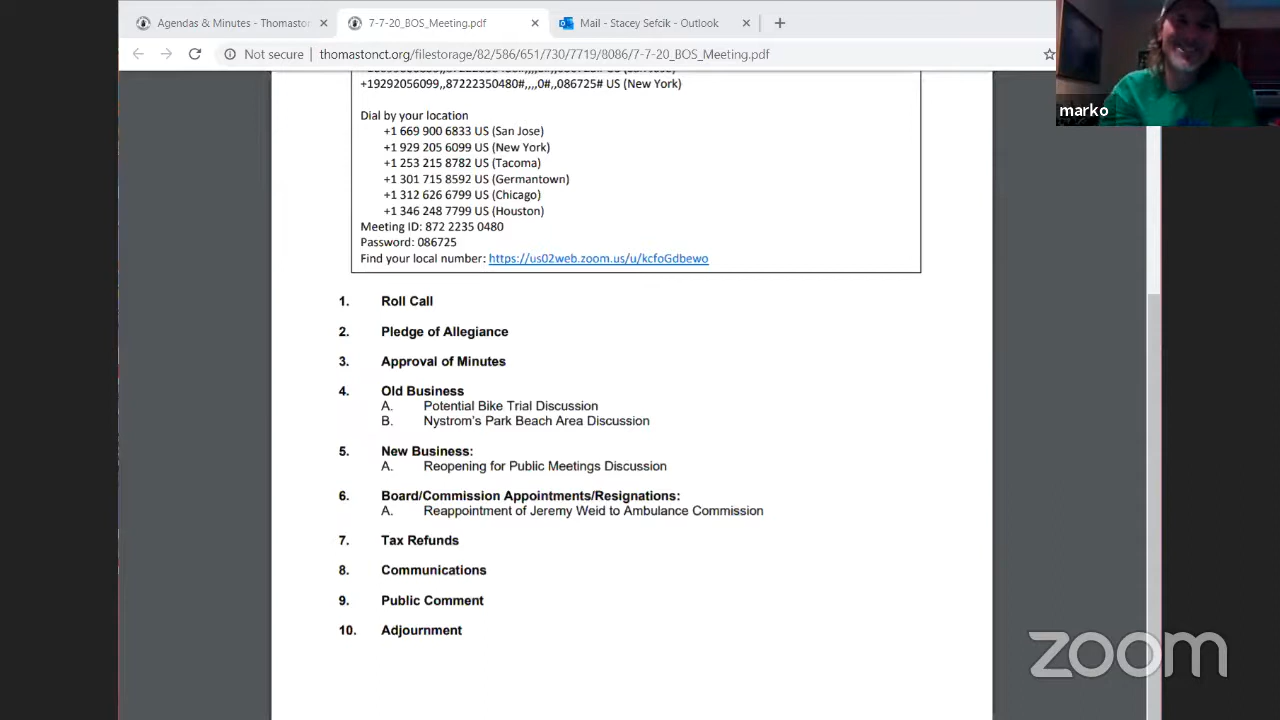 Agendas & Minutes - Thomaston
7-7-20_BOS_Meeting.pdf
Mail - Stacey Sefcik - Outlook
Not secure | thomastonct.org/filestorage/82/586/651/730/7719/8086/7-7-20_BOS_Meeting.pdf
marko
+19292056099,,87222350480#,,,,0#,,086725# US (New York)
Dial by your location
+1 669 900 6833 US (San Jose)
+1 929 205 6099 US (New York)
+1 253 215 8782 US (Tacoma)
+1 301 715 8592 US (Germantown)
+1 312 626 6799 US (Chicago)
+1 346 248 7799 US (Houston)
Meeting ID: 872 2235 0480
Password: 086725
Find your local number: https://us02web.zoom.us/u/kcfoGdbewo
1. Roll Call
2. Pledge of Allegiance
3. Approval of Minutes
4. Old Business
A. Potential Bike Trial Discussion
B. Nystrom's Park Beach Area Discussion
5. New Business:
A. Reopening for Public Meetings Discussion
6. Board/Commission Appointments/Resignations:
A. Reappointment of Jeremy Weid to Ambulance Commission
7. Tax Refunds
8. Communications
9. Public Comment
10. Adjournment
zoom